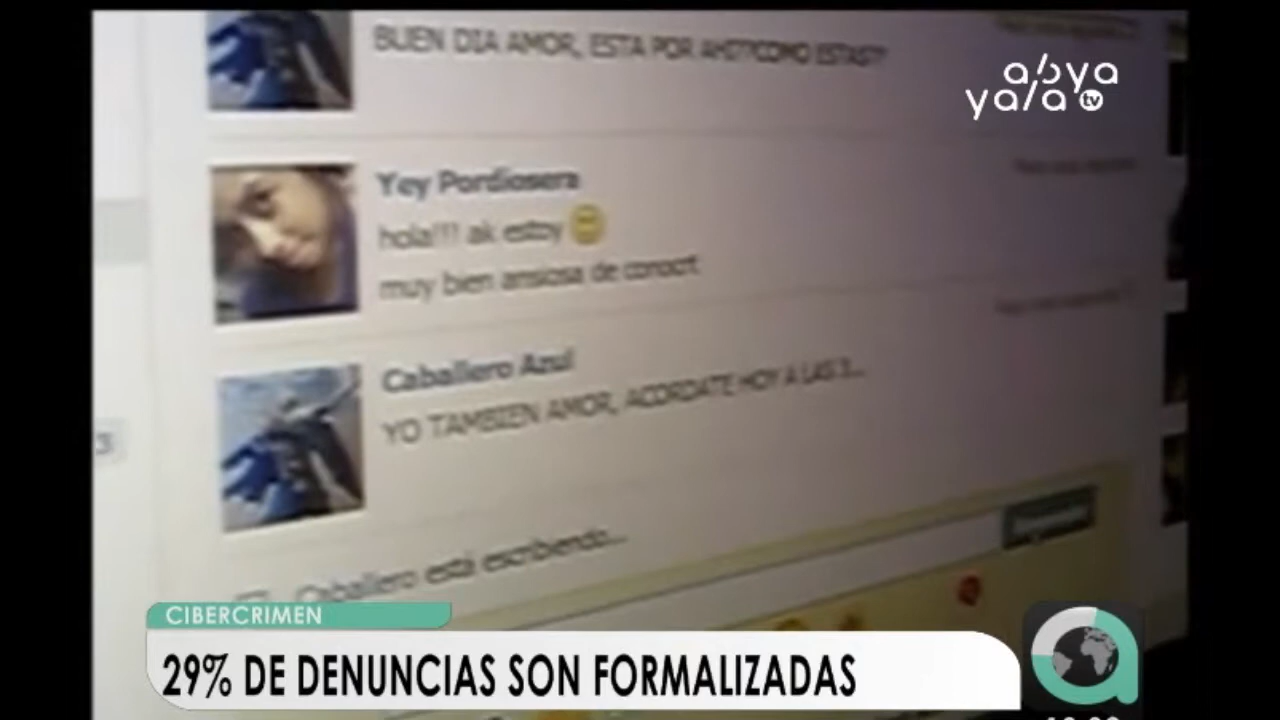 BUEN DIA AMOR, ESTA POR AHI??COMO ESTAS??
abya
yala tv
Yey Pordiosera
hola!!! ak estoy
muy bien ansiosa de conocrt
Caballero Azul
YO TAMBIEN AMOR, ACORDATE HOY A LAS 3...
Caballero está escribiendo...
CIBERCRIMEN
29% DE DENUNCIAS SON FORMALIZADAS